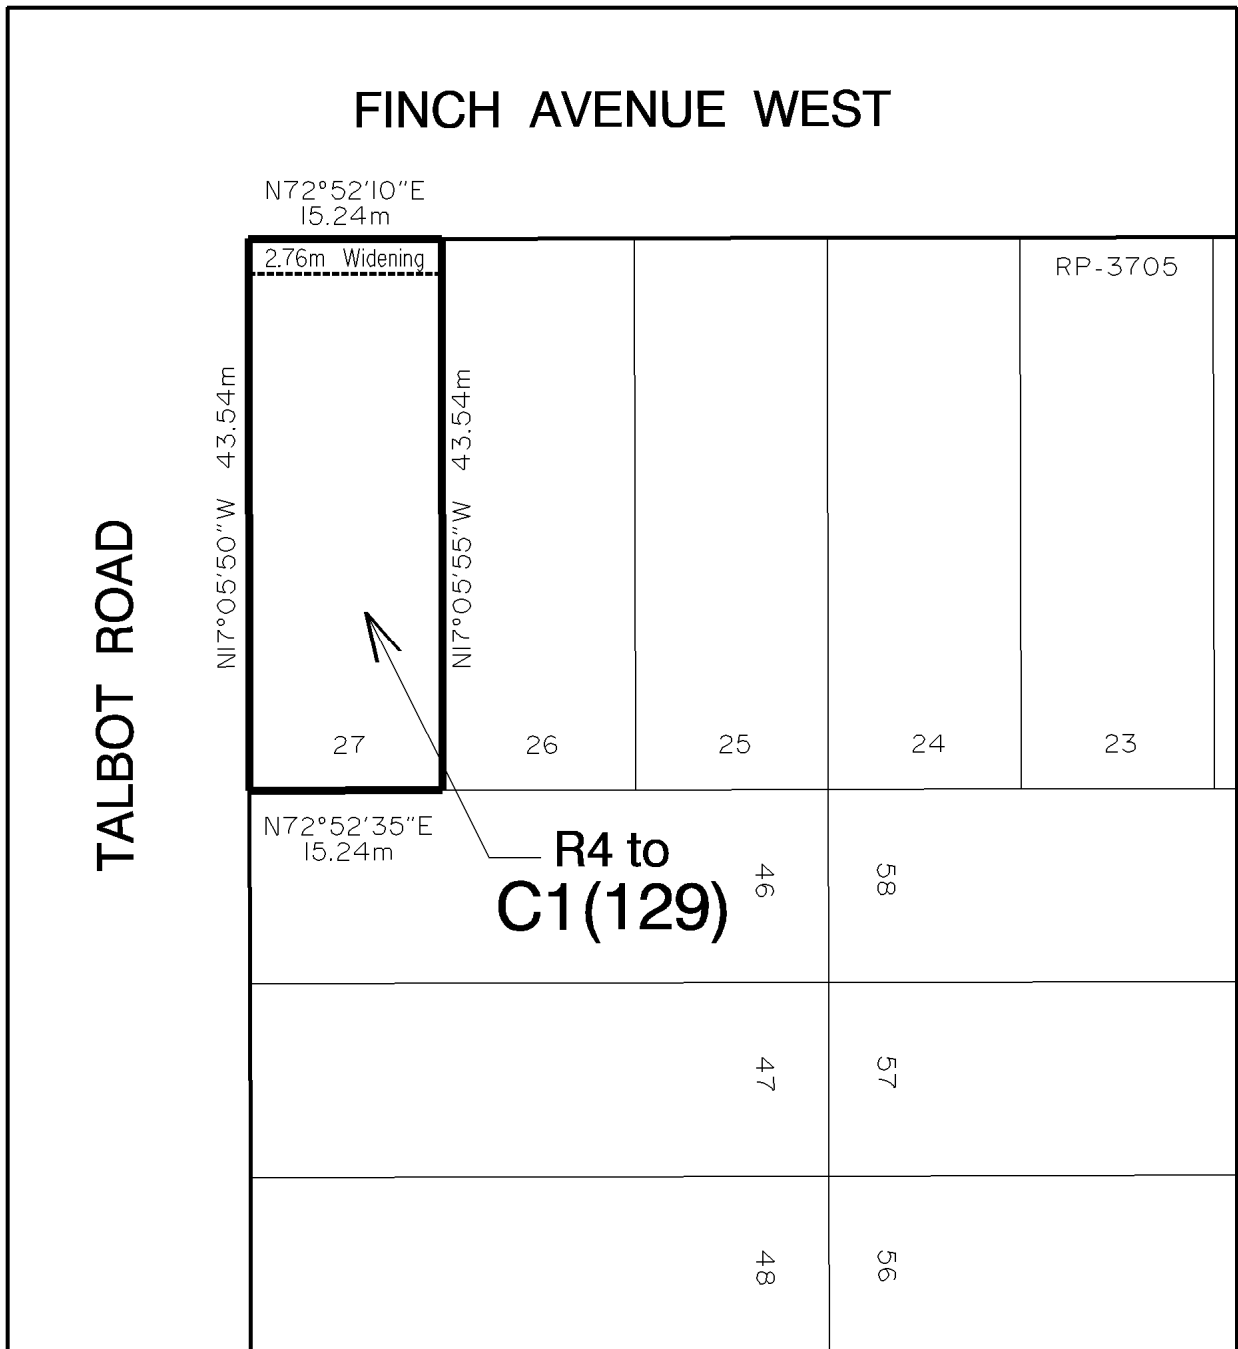 FINCH AVENUE WEST
N72°52'10"E
15.24m
2.76m Widening
RP-3705
TALBOT ROAD
N17°05'50"W 43.54m
N17°05'55"W 43.54m
27
26
25
24
23
N72°52'35"E
15.24m
R4 to
C1(129)
46
58
47
57
48
56